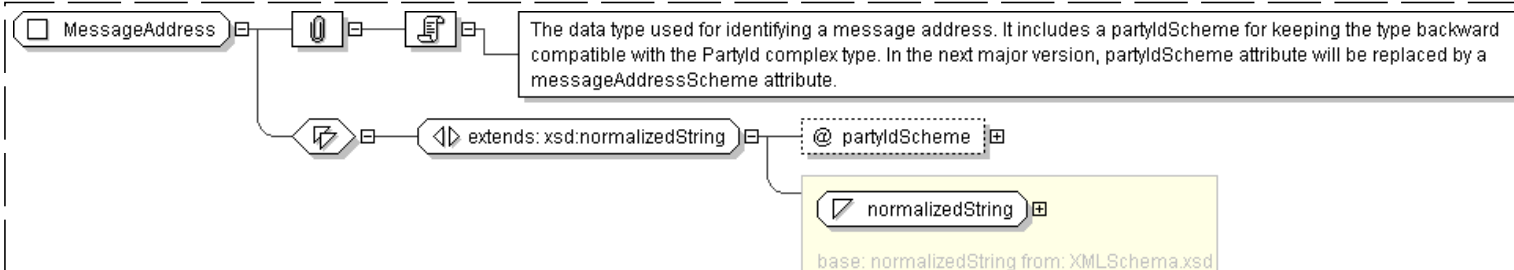 MessageAddress
The data type used for identifying a message address. It includes a partyIdScheme for keeping the type backward
compatible with the PartyId complex type. In the next major version, partyIdScheme attribute will be replaced by a
messageAddressScheme attribute.
extends: xsd:normalizedString
@ partyIdScheme
normalizedString
base: normalizedString from: XMLSchema.xsd